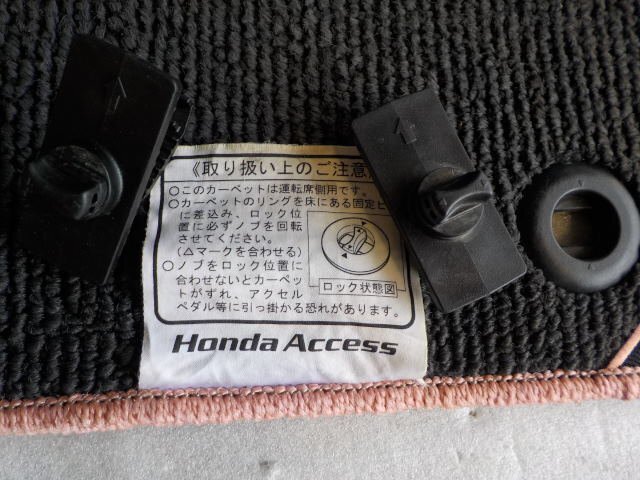 《取り扱い上のご注意》
○このカーペットは運転席側用です。
○カーペットのリングを床にある固定ピ
に差込み、ロック位
置に必ずノブを回転
させてください。
(△マークを合わせる)
○ノブをロック位置に
合わせないとカーペッ
トがずれ、アクセル
ペダル等に引っ掛かる恐れがあります。
ロック状態図
Honda Access